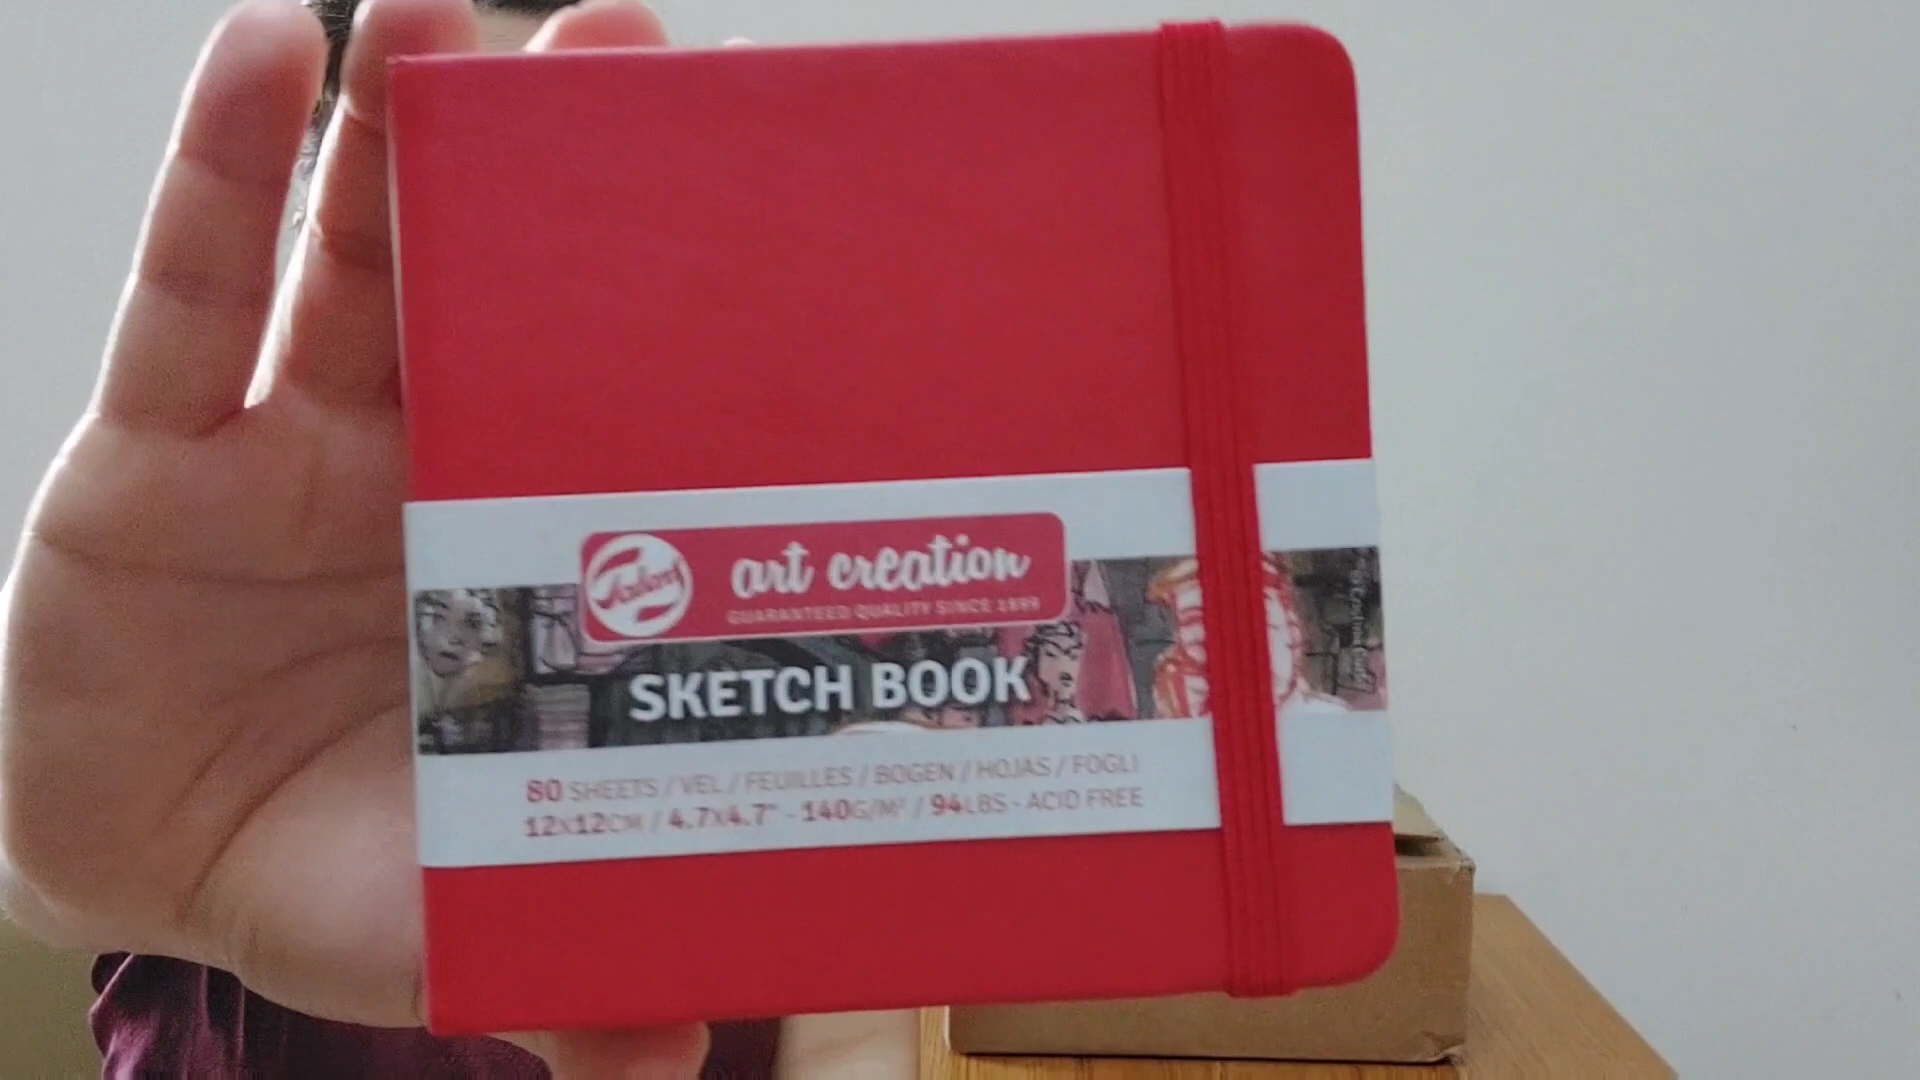 Talens
art creation
GUARANTEED QUALITY SINCE 1899
SKETCH BOOK
80 SHEETS / VEL / FEUILLES / BOGEN / HOJAS / FOGLI
12X12CM / 4.7X4.7" - 140G/M² / 94LBS - ACID FREE